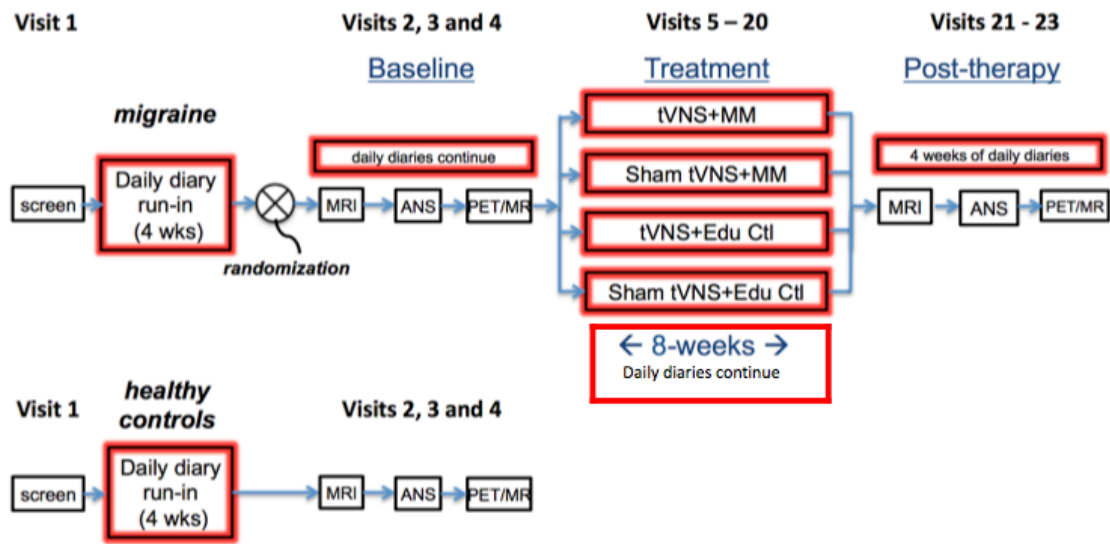 Visit 1
Visits 2, 3 and 4
Visits 5 – 20
Visits 21 - 23
Baseline
Treatment
Post-therapy
migraine
tVNS+MM
daily diaries continue
4 weeks of daily diaries
Sham tVNS+MM
screen
Daily diary
run-in
(4 wks)
MRI
ANS
PET/MR
MRI
ANS
PET/MR
tVNS+Edu Ctl
randomization
Sham tVNS+Edu Ctl
← 8-weeks →
Daily diaries continue
healthy
controls
Visit 1
Visits 2, 3 and 4
screen
Daily diary
run-in
(4 wks)
MRI
ANS
PET/MR